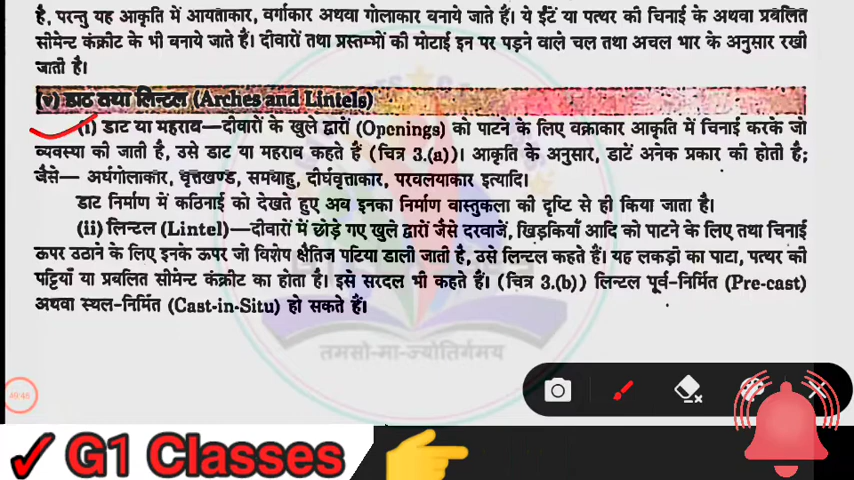 है, परन्तु यह आकृति में आयताकार, वर्गाकार अथवा गोलाकार बनाये जाते हैं। ये ईंटें या पत्थर की चिनाई के अथवा प्रबलित
सीमेन्ट कंक्रीट के भी बनाये जाते हैं। दीवारों तथा प्रस्तम्भों की मोटाई इन पर पड़ने वाले चल तथा अचल भार के अनुसार रखी
जाती है।
(v) डाठ तथा लिन्टल (Arches and Lintels)
(i) डाट या महराब—दीवारों के खुले द्वारों (Openings) को पाटने के लिए वक्राकार आकृति में चिनाई करके जो
व्यवस्था की जाती है, उसे डाट या महराब कहते हैं (चित्र 3.(a))। आकृति के अनुसार, डाटें अनेक प्रकार की होती है;
जैसे— अर्धगोलाकार, वृत्तखण्ड, समबाहु, दीर्घवृत्ताकार, परवलयाकार इत्यादि।
डाट निर्माण में कठिनाई को देखते हुए अब इनका निर्माण वास्तुकला की दृष्टि से ही किया जाता है।
(ii) लिन्टल (Lintel)—दीवारों में छोड़े गए खुले द्वारों जैसे दरवाजें, खिड़कियाँ आदि को पाटने के लिए तथा चिनाई
ऊपर उठाने के लिए इनके ऊपर जो विशेष क्षैतिज पटिया डाली जाती है, उसे लिन्टल कहते हैं। यह लकड़ी का पाटा, पत्थर की
पट्टियाँ या प्रबलित सीमेन्ट कंक्रीट का होता है। इसे सरदल भी कहते हैं। (चित्र 3.(b)) लिन्टल पूर्व-निर्मित (Pre-cast)
अथवा स्थल-निर्मित (Cast-in-Situ) हो सकते हैं।
तमसो-मा-ज्योतिर्गमय
G1 Classes